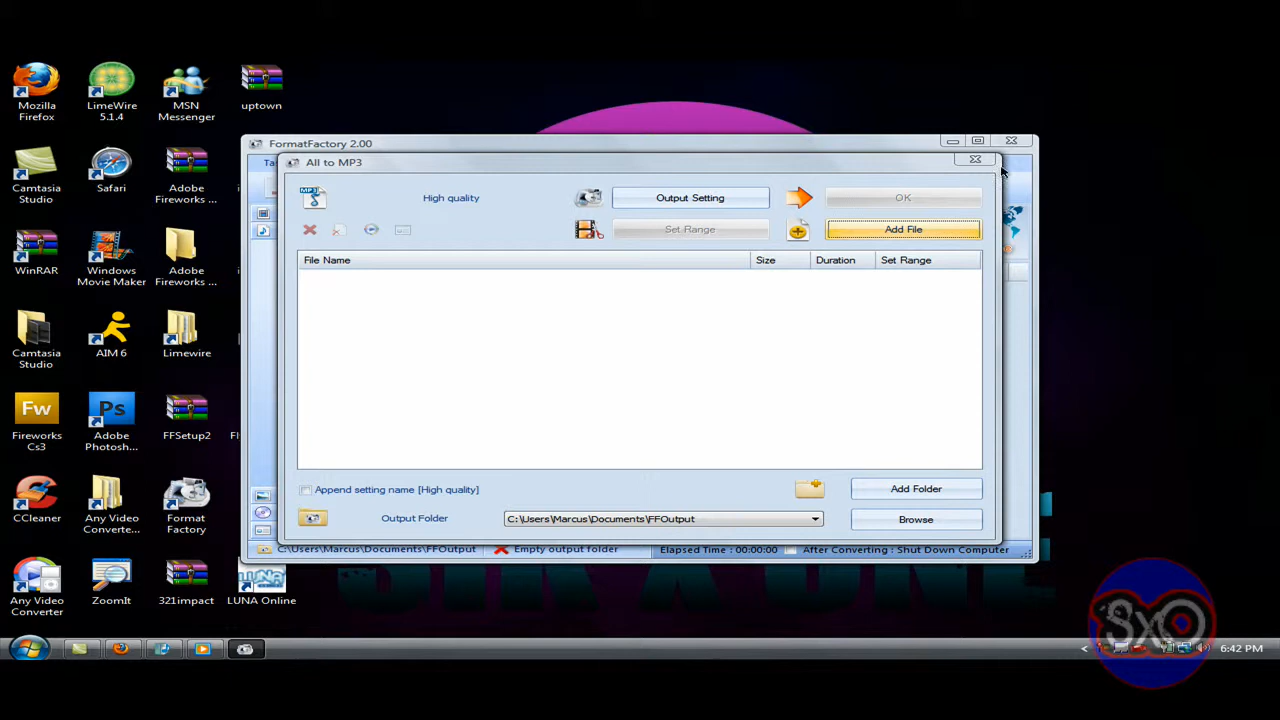 Mozilla
Firefox
LimeWire
5.1.4
MSN
Messenger
uptown
Camtasia
Studio
Safari
Adobe
Fireworks ...
WinRAR
Windows
Movie Maker
Adobe
Fireworks ...
Camtasia
Studio
AIM 6
Limewire
Fw
Fireworks
Cs3
Ps
Adobe
Photosh...
FFSetup2
CCleaner
Any Video
Converte...
Format
Factory
Any Video
Converter
ZoomIt
321impact
LUNA
LUNA Online
FormatFactory 2.00
All to MP3
MP3
High quality
Output Setting
OK
Set Range
Add File
File Name
Size
Duration
Set Range
Append setting name [High quality]
Add Folder
Output Folder
C:\Users\Marcus\Documents\FFOutput
Browse
C:\Users\Marcus\Documents\FFOutput
Empty output folder
Elapsed Time : 00:00:00
After Converting : Shut Down Computer
SxO
6:42 PM